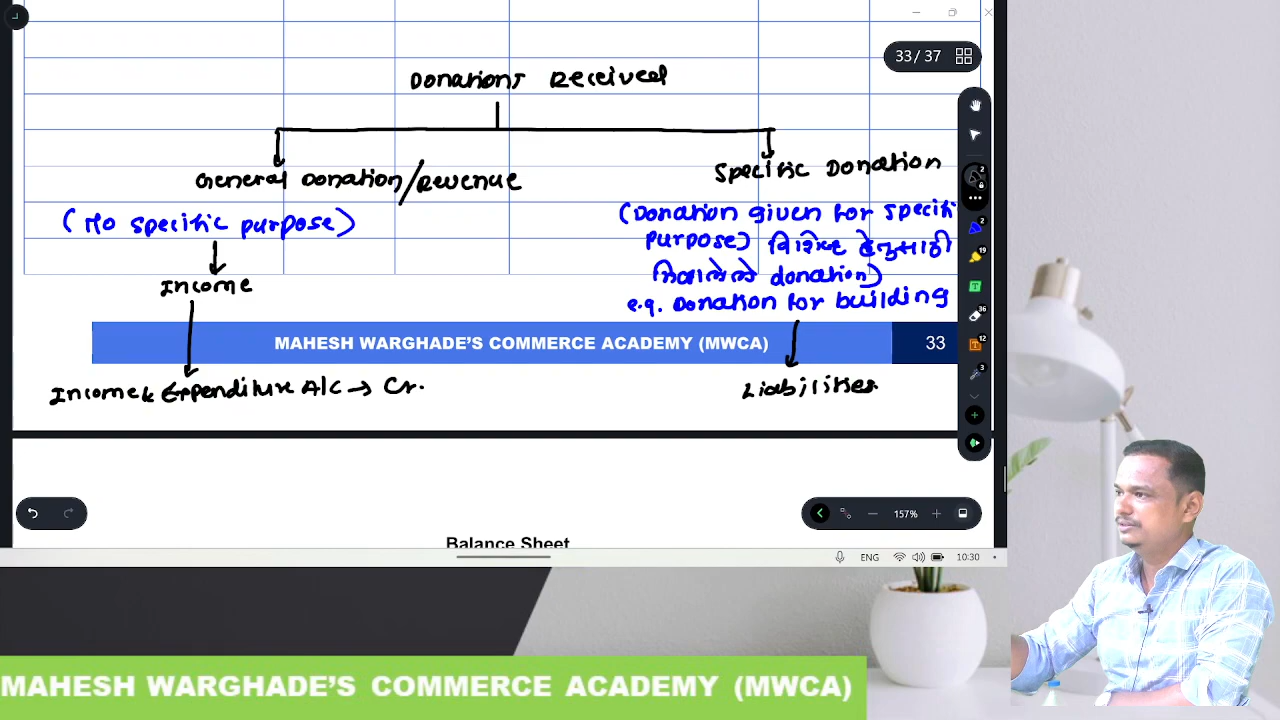 33 / 37
Donations Received
General Donation/Revenue
Specific Donation
(No specific purpose)
(Donation given for specifi
purpose) विशिष्ट हेतूसाठी
मिळालेले donation)
Income
e.g. Donation for building
MAHESH WARGHADE'S COMMERCE ACADEMY (MWCA) 33
Income & Expenditure A/C → Cr.
Liabilities
157%
Balance Sheet
ENG 10:30
MAHESH WARGHADE'S COMMERCE ACADEMY (MWCA)